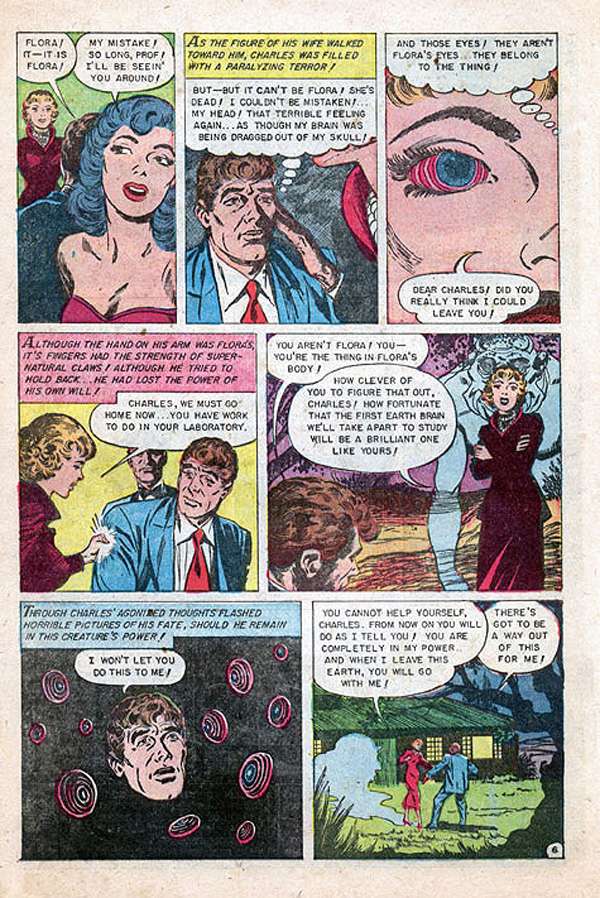 FLORA!
IT—IT IS
FLORA!
MY MISTAKE!
SO LONG, PROF!
I'LL BE SEEIN'
YOU AROUND!
AS THE FIGURE OF HIS WIFE WALKED
TOWARD HIM, CHARLES WAS FILLED
WITH A PARALYZING TERROR!
BUT—BUT IT CAN'T BE FLORA! SHE'S
DEAD! I COULDN'T BE MISTAKEN!...
MY HEAD! THAT TERRIBLE FEELING
AGAIN...AS THOUGH MY BRAIN WAS
BEING DRAGGED OUT OF MY SKULL!
AND THOSE EYES! THEY AREN'T
FLORA'S EYES...THEY BELONG
TO THE THING!
DEAR CHARLES! DID YOU
REALLY THINK I COULD
LEAVE YOU!
ALTHOUGH THE HAND ON HIS ARM WAS FLORA'S,
IT'S FINGERS HAD THE STRENGTH OF SUPER-
NATURAL CLAWS! ALTHOUGH HE TRIED TO
HOLD BACK...HE HAD LOST THE POWER OF
HIS OWN WILL!
CHARLES, WE MUST GO
HOME NOW...YOU HAVE WORK
TO DO IN YOUR LABORATORY.
YOU AREN'T FLORA! YOU—
YOU'RE THE THING IN FLORA'S
BODY!
HOW CLEVER OF
YOU TO FIGURE THAT OUT,
CHARLES! HOW FORTUNATE
THAT THE FIRST EARTH BRAIN
WE'LL TAKE APART TO STUDY
WILL BE A BRILLIANT ONE
LIKE YOURS!
THROUGH CHARLES' AGONIZED THOUGHTS FLASHED
HORRIBLE PICTURES OF HIS FATE, SHOULD HE REMAIN
IN THIS CREATURE'S POWER!
I WON'T LET YOU
DO THIS TO ME!
YOU CANNOT HELP YOURSELF,
CHARLES. FROM NOW ON YOU WILL
DO AS I TELL YOU! YOU ARE
COMPLETELY IN MY POWER..
AND WHEN I LEAVE THIS
EARTH, YOU WILL GO
WITH ME!
THERE'S
GOT TO BE
A WAY OUT
OF THIS
FOR ME!
6